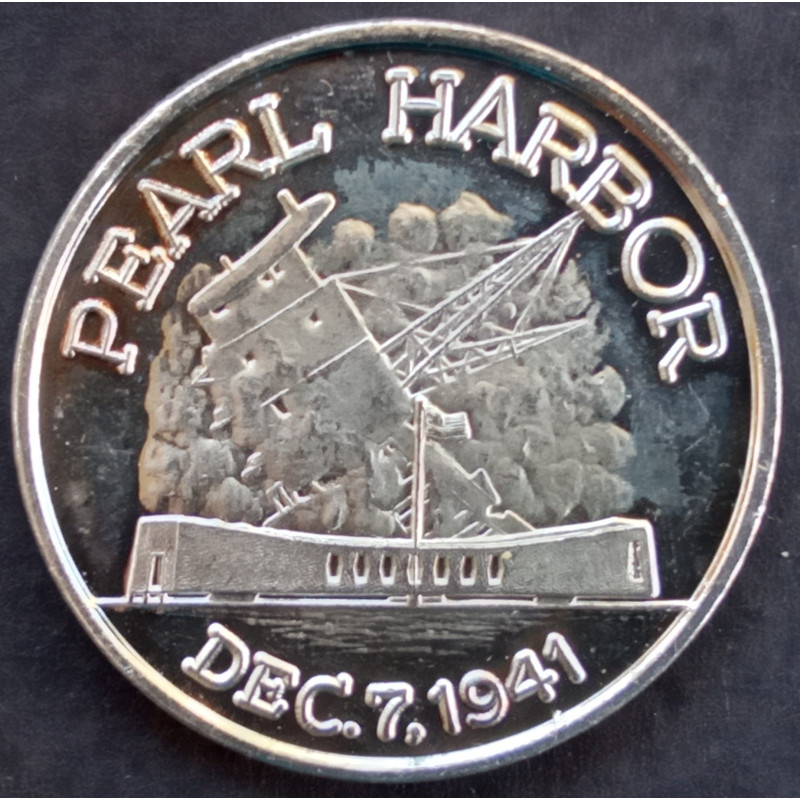 PEARL HARBOR
DEC. 7, 1941